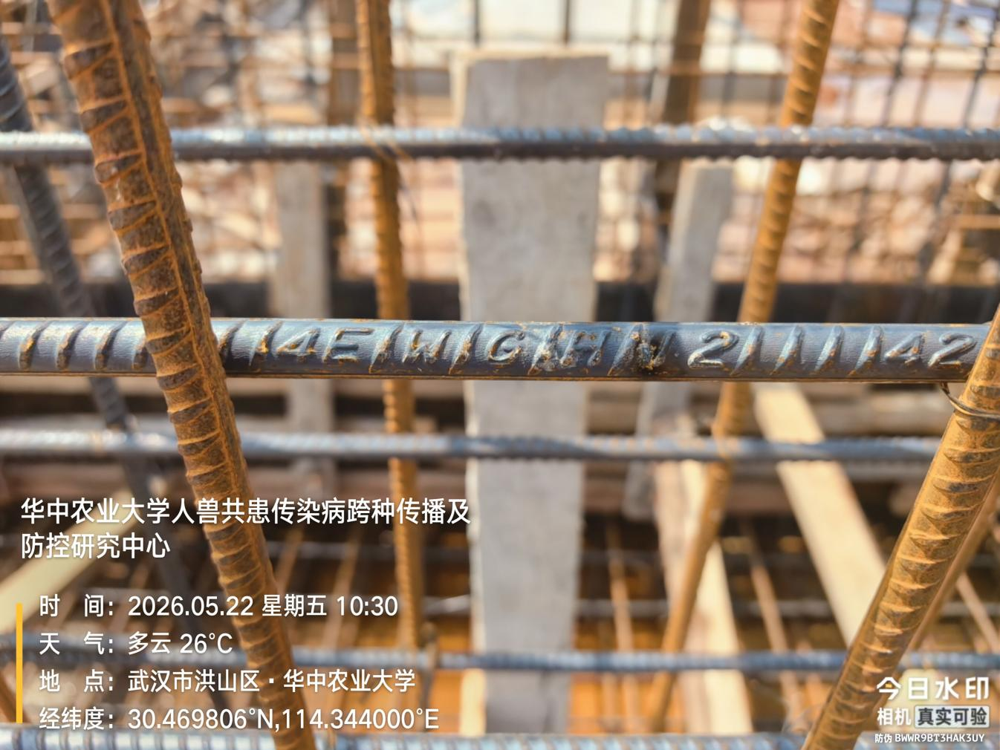 4E W G H N 2 42
华中农业大学人兽共患传染病跨种传播及
防控研究中心
时 间：2026.05.22 星期五 10:30
天 气：多云 26°C
地 点：武汉市洪山区·华中农业大学
经纬度：30.469806°N,114.344000°E
今日水印
相机 真实可验
防伪 BWWR9BT3HAK3UY